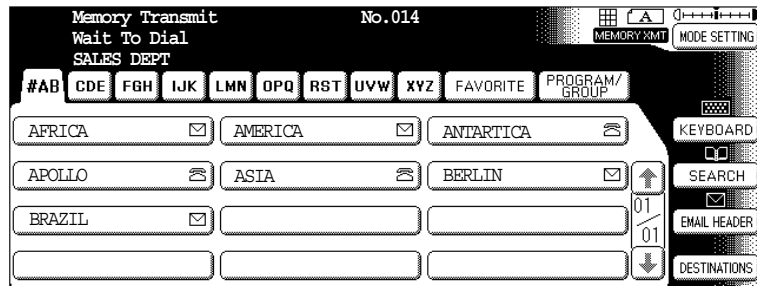 Memory Transmit No.014
Wait To Dial
SALES DEPT
A
MEMORY XMT
MODE SETTING
#AB CDE FGH IJK LMN OPQ RST UVW XYZ FAVORITE PROGRAM/GROUP
AFRICA AMERICA ANTARTICA
KEYBOARD
APOLLO ASIA BERLIN
SEARCH
BRAZIL
01/01
EMAIL HEADER
DESTINATIONS